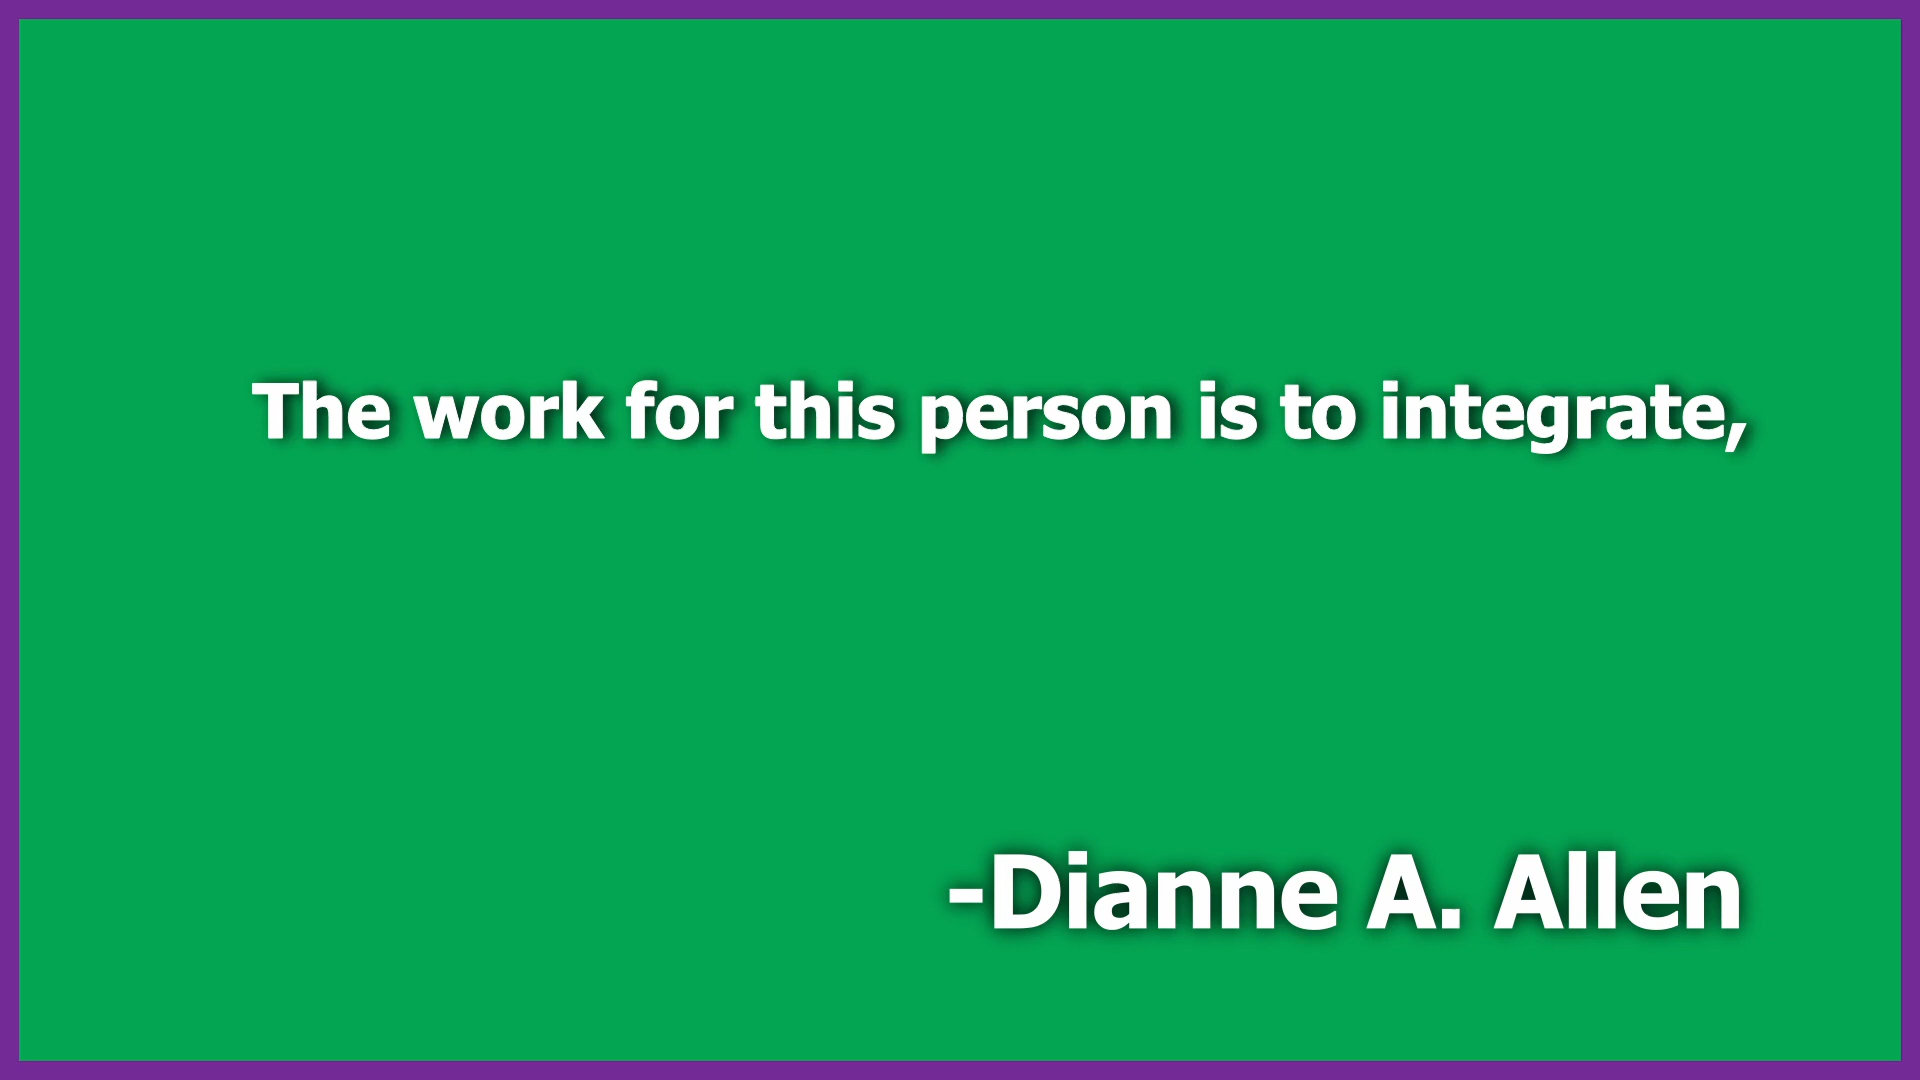 The work for this person is to integrate,
-Dianne A. Allen